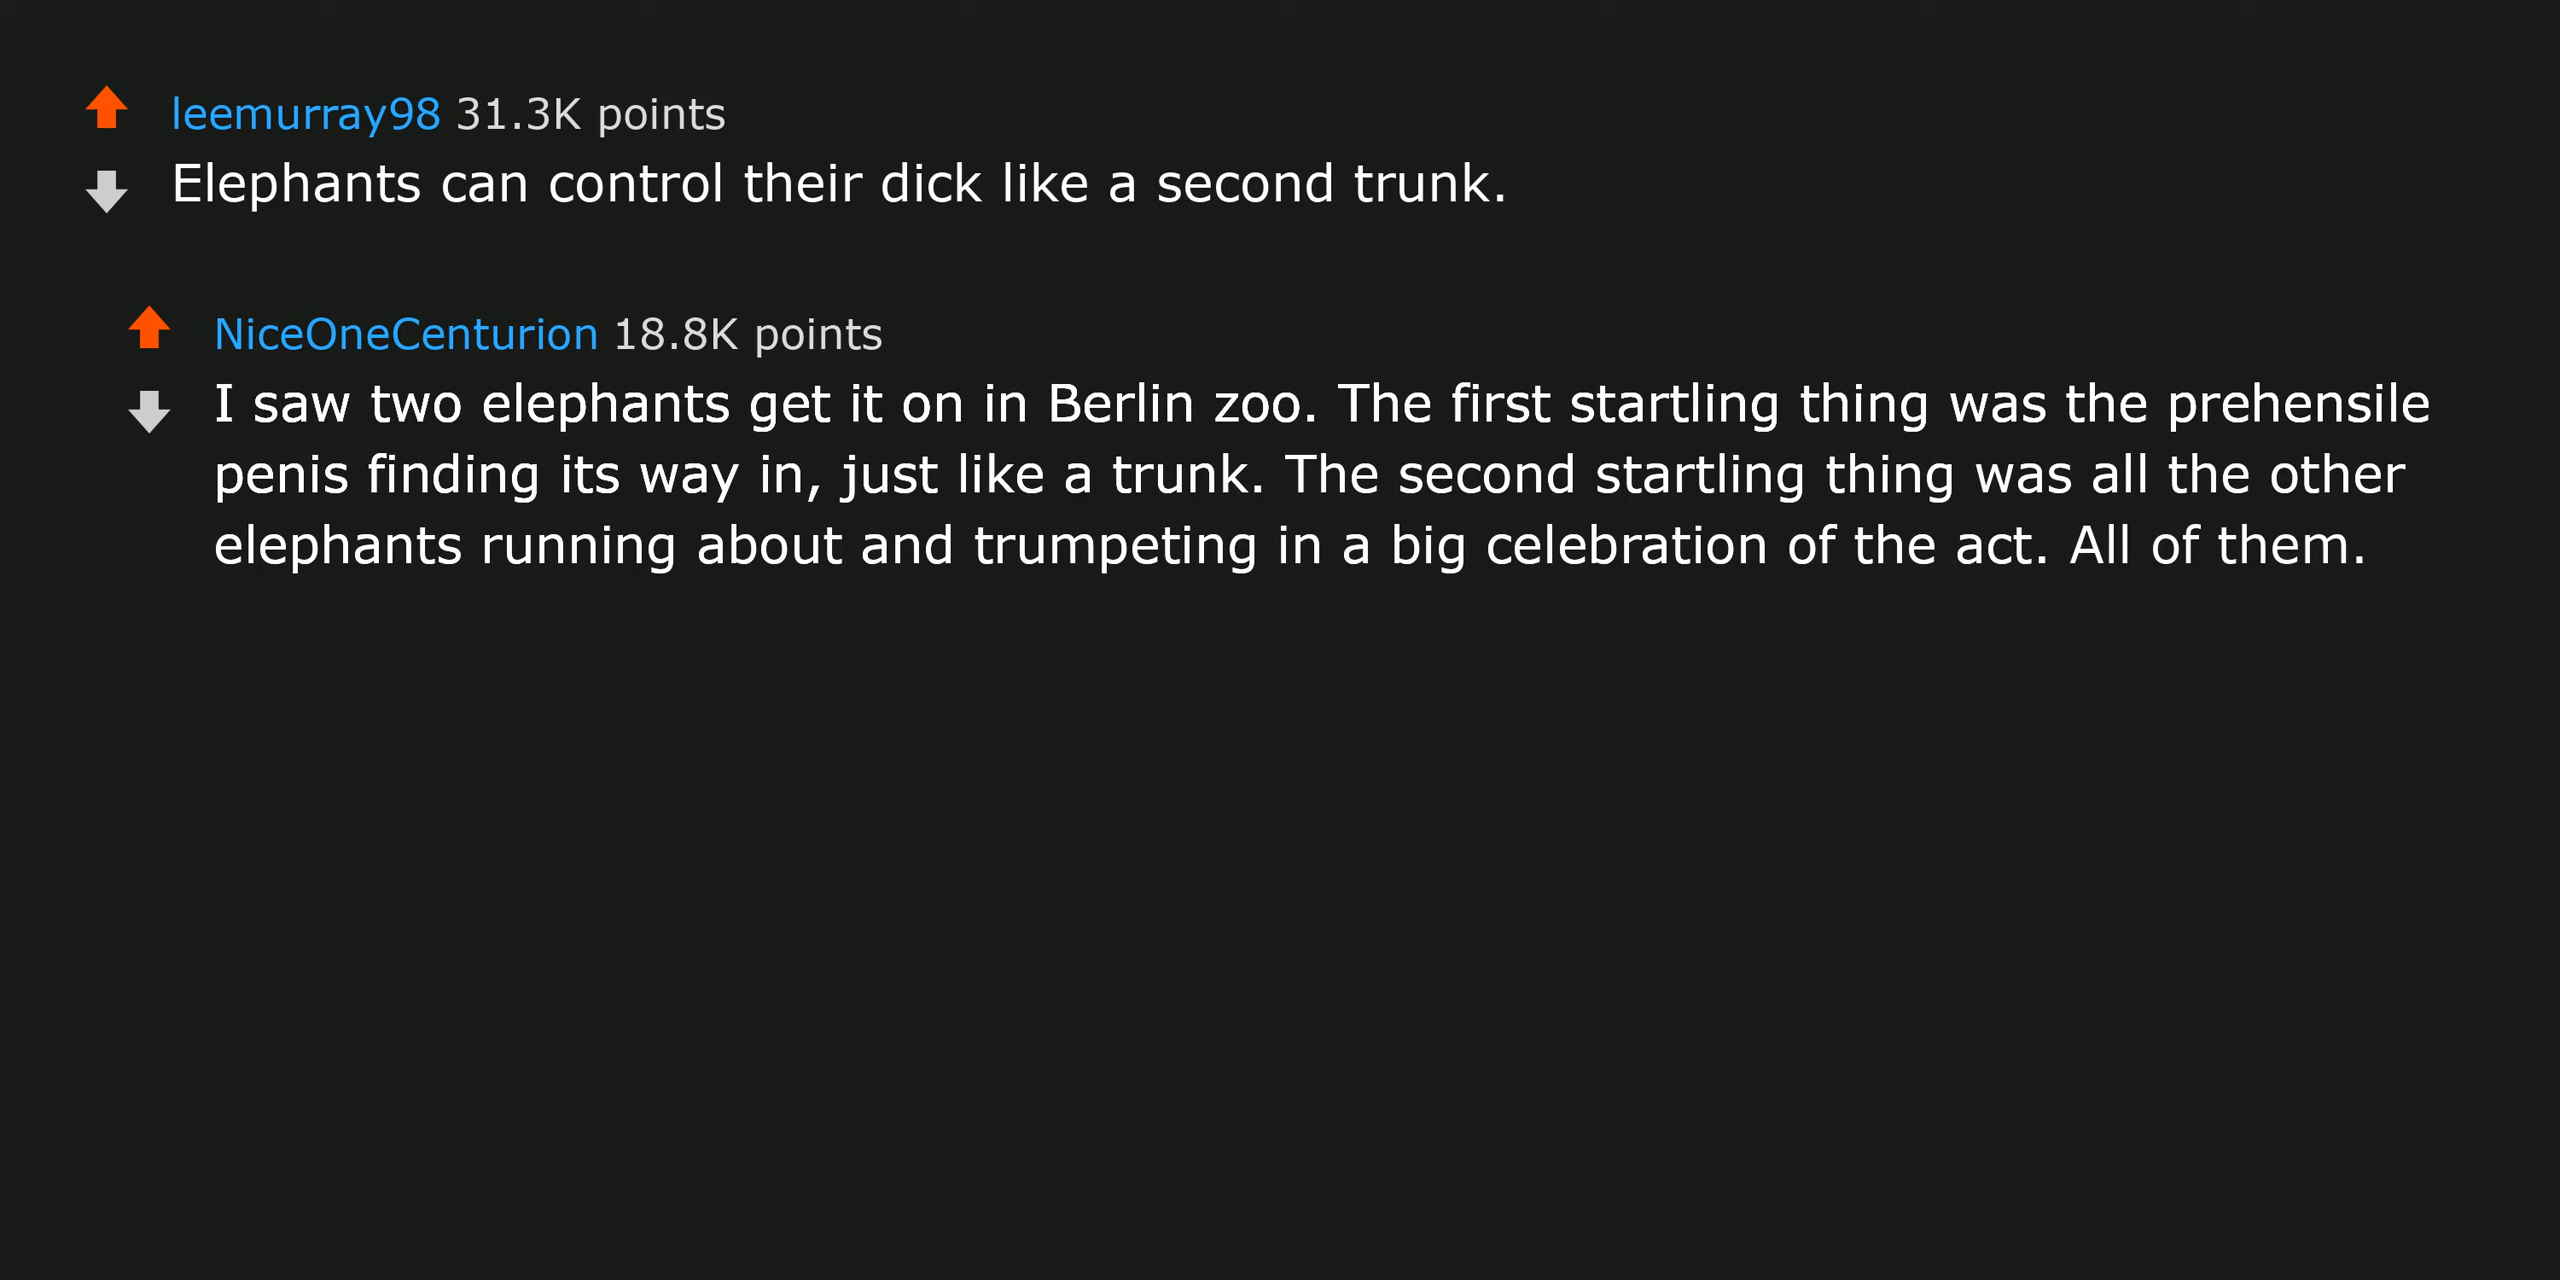 leemurray98 31.3K points
Elephants can control their dick like a second trunk.
NiceOneCenturion 18.8K points
I saw two elephants get it on in Berlin zoo. The first startling thing was the prehensile
penis finding its way in, just like a trunk. The second startling thing was all the other
elephants running about and trumpeting in a big celebration of the act. All of them.